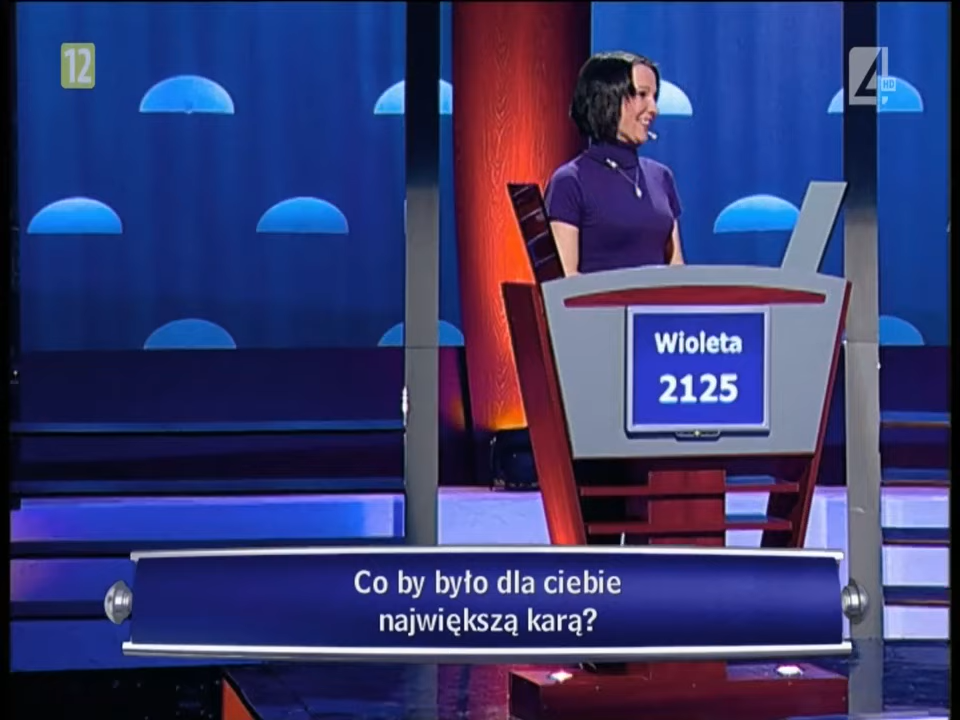 12
4
HD
Wioleta
2125
Co by było dla ciebie
największą karą?